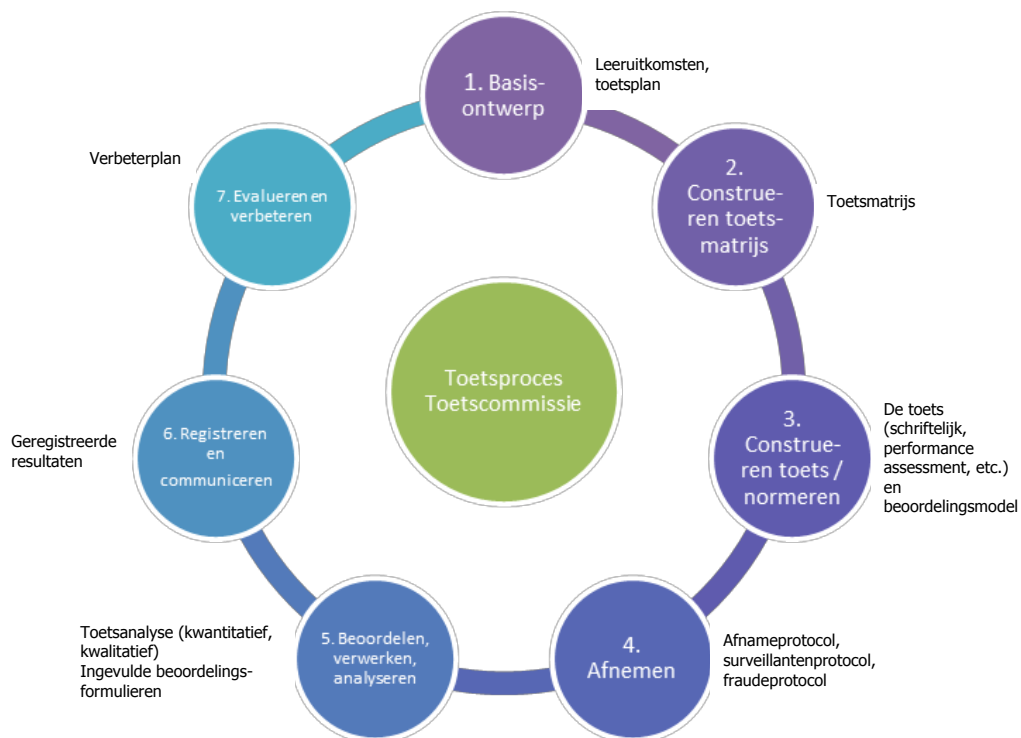 1. Basis-
ontwerp
Leeruitkomsten,
toetsplan
2.
Construe-
ren toets-
matrijs
Toetsmatrijs
3.
Construe-
ren toets /
normeren
De toets
(schriftelijk,
performance
assessment, etc.)
en
beoordelingsmodel
4.
Afnemen
Afnameprotocol,
surveillantenprotocol,
fraudeprotocol
5. Beoordelen,
verwerken,
analyseren
Toetsanalyse (kwantitatief,
kwalitatief)
Ingevulde beoordelings-
formulieren
6. Registreren
en
communiceren
Geregistreerde
resultaten
7. Evalueren en
verbeteren
Verbeterplan
Toetsproces
Toetscommissie